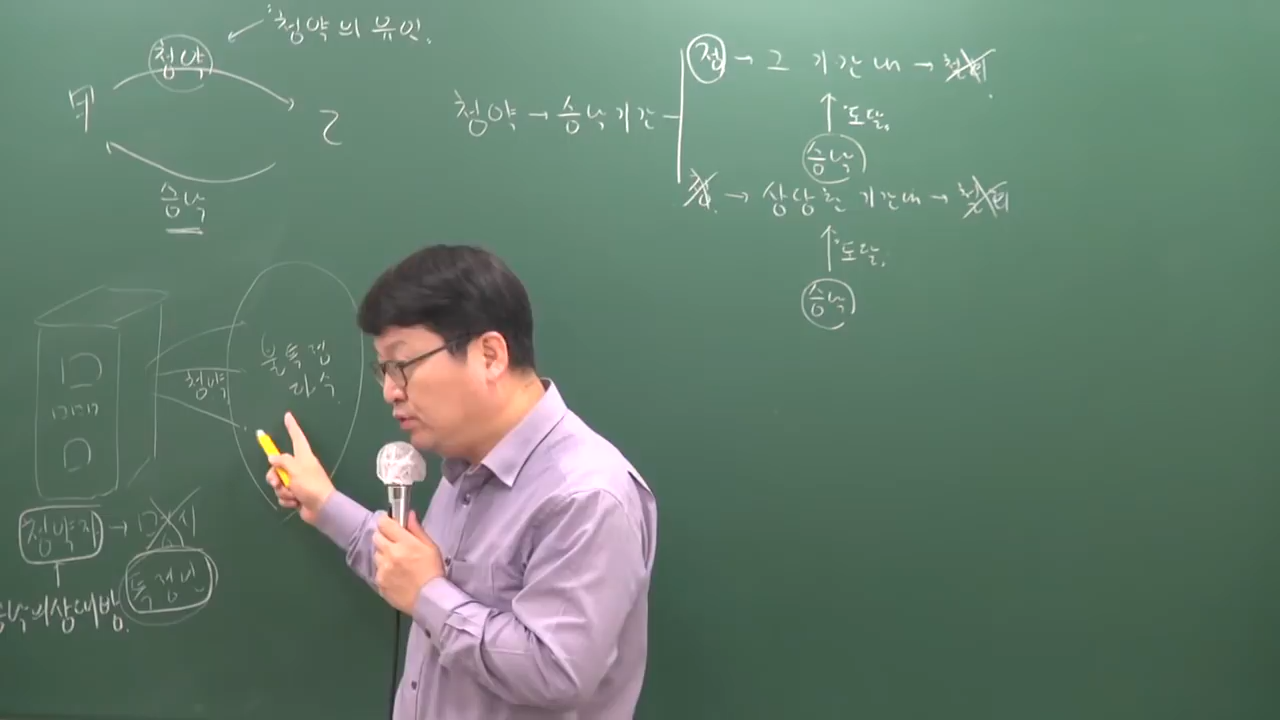 청약의 유인.
청약
甲
乙
승낙
청약 → 승낙기간
정 → 그 기간 내 → 철회
도달.
승낙
상당한 기간내 → 철회
도달.
승낙
불특정
다수.
청약
청약자 →
특정인
의 상대방.